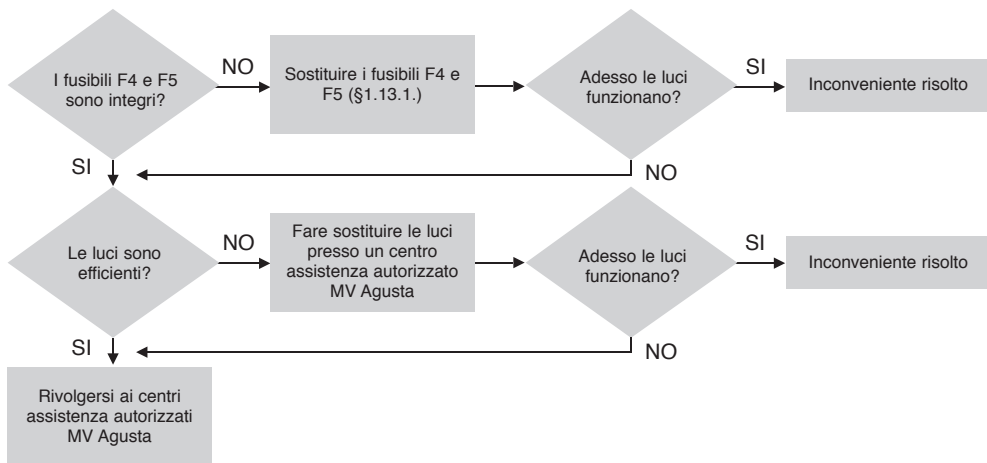 I fusibili F4 e F5
sono integri?
NO
Sostituire i fusibili F4 e
F5 (§1.13.1.)
Adesso le luci
funzionano?
SI
Inconveniente risolto
SI
NO
Le luci sono
efficienti?
NO
Fare sostituire le luci
presso un centro
assistenza autorizzato
MV Agusta
Adesso le luci
funzionano?
SI
Inconveniente risolto
SI
NO
Rivolgersi ai centri
assistenza autorizzati
MV Agusta